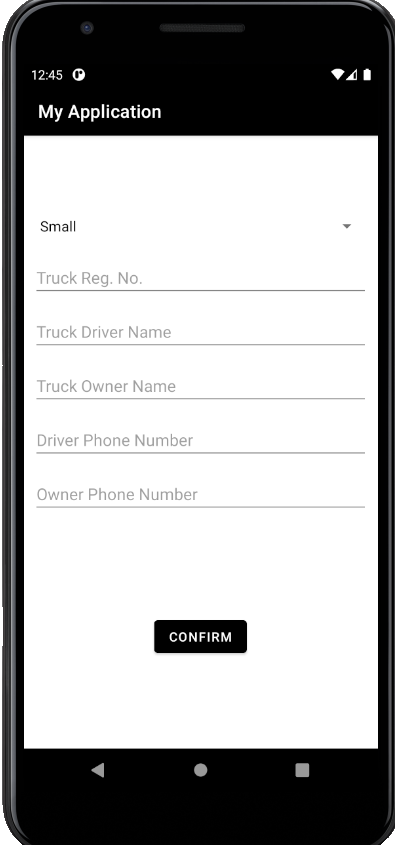 12:45
My Application
Small
Truck Reg. No.
Truck Driver Name
Truck Owner Name
Driver Phone Number
Owner Phone Number
CONFIRM